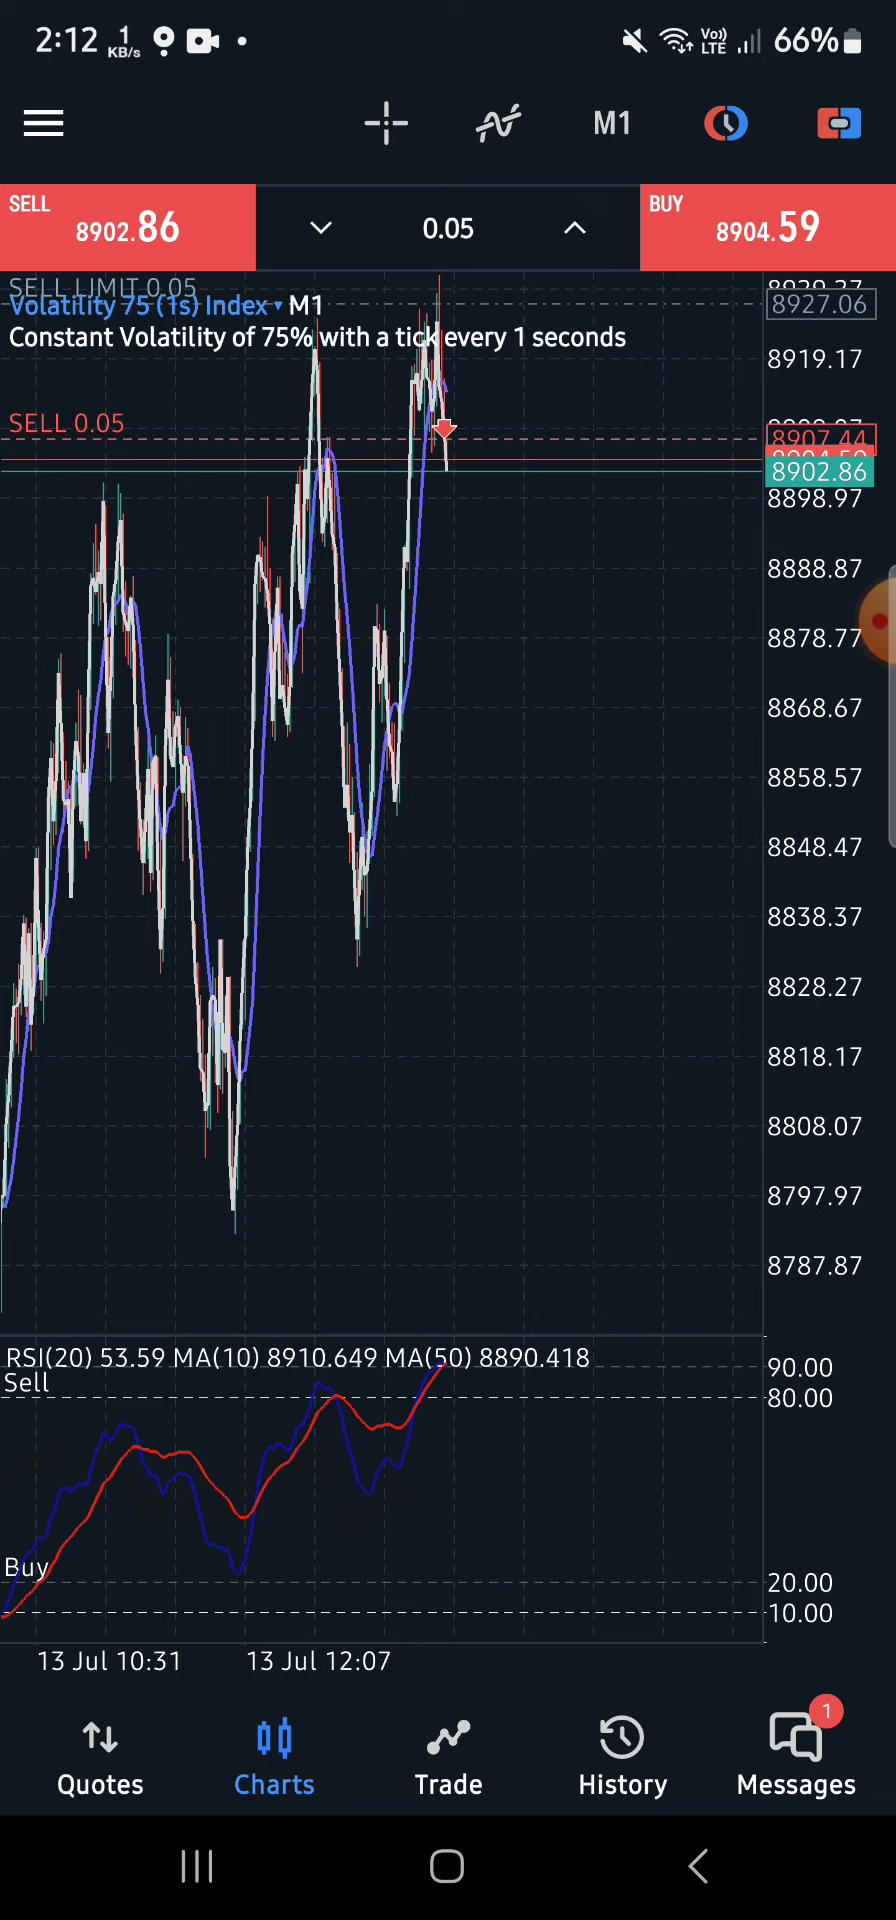 2:12 1 KB/s Vo)) LTE 66%
M1
SELL
8902.86
0.05
BUY
8904.59
SELL LIMIT 0.05
Volatility 75 (1s) Index M1
Constant Volatility of 75% with a tick every 1 seconds
SELL 0.05
8927.06
8919.17
8907.44
8902.86
8898.97
8888.87
8878.77
8868.67
8858.57
8848.47
8838.37
8828.27
8818.17
8808.07
8797.97
8787.87
RSI(20) 53.59 MA(10) 8910.649 MA(50) 8890.418
Sell
90.00
80.00
Buy
20.00
10.00
13 Jul 10:31
13 Jul 12:07
1
Quotes
Charts
Trade
History
Messages